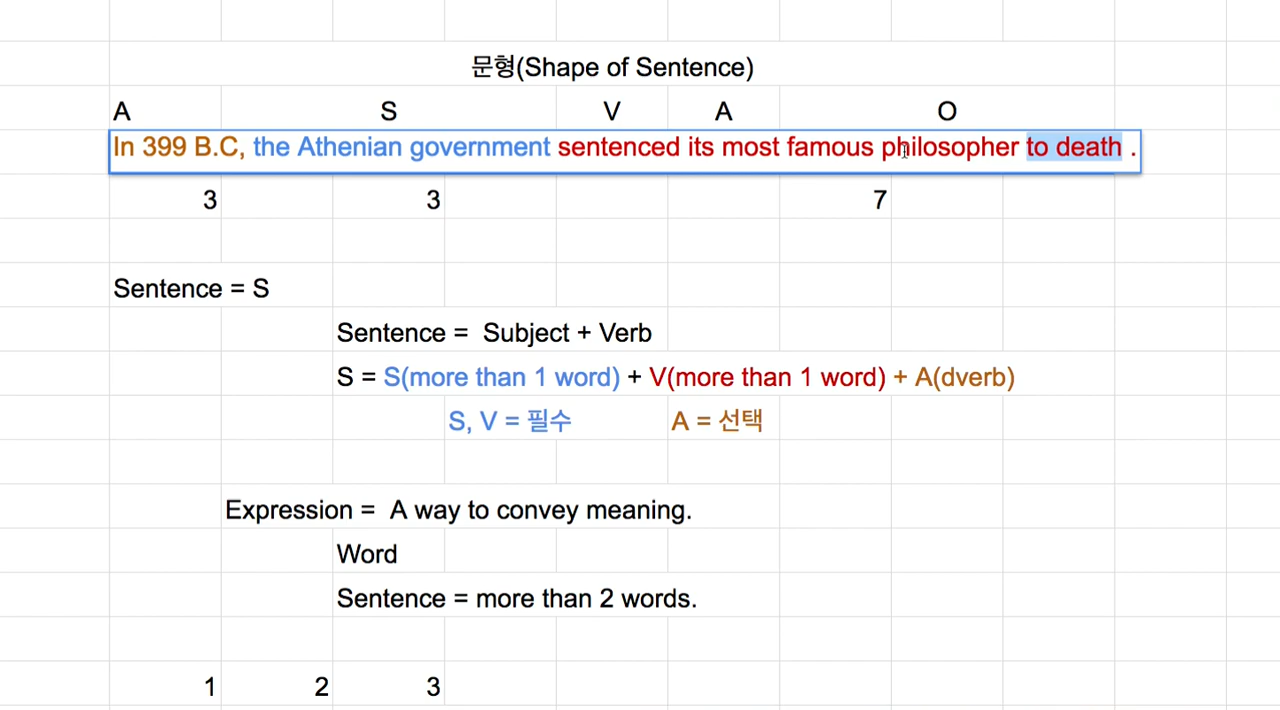 문형(Shape of Sentence)
A S V A O
In 399 B.C, the Athenian government sentenced its most famous philosopher to death .
3 3 7
Sentence = S
Sentence = Subject + Verb
S = S(more than 1 word) + V(more than 1 word) + A(dverb)
S, V = 필수 A = 선택
Expression = A way to convey meaning.
Word
Sentence = more than 2 words.
1 2 3